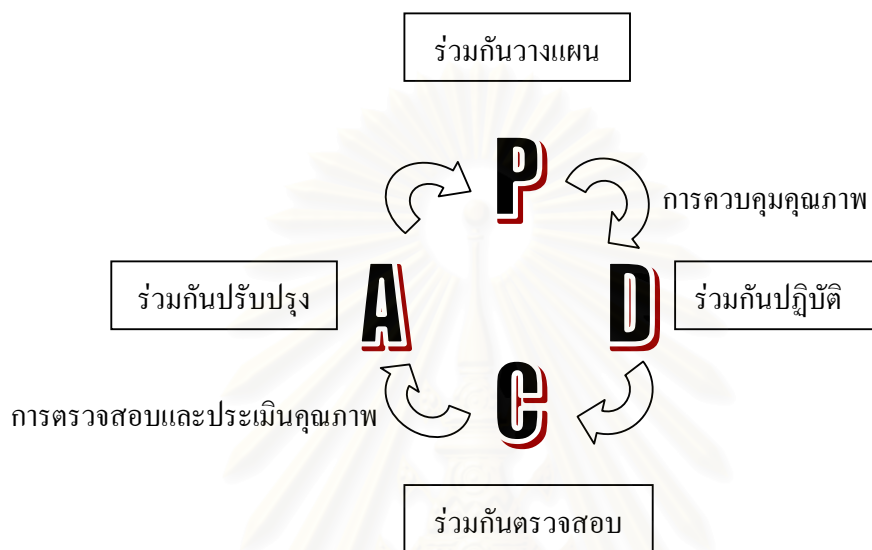 ร่วมกันวางแผน
P
การควบคุมคุณภาพ
ร่วมกันปรับปรุง
A
D
ร่วมกันปฏิบัติ
การตรวจสอบและประเมินคุณภาพ
C
ร่วมกันตรวจสอบ